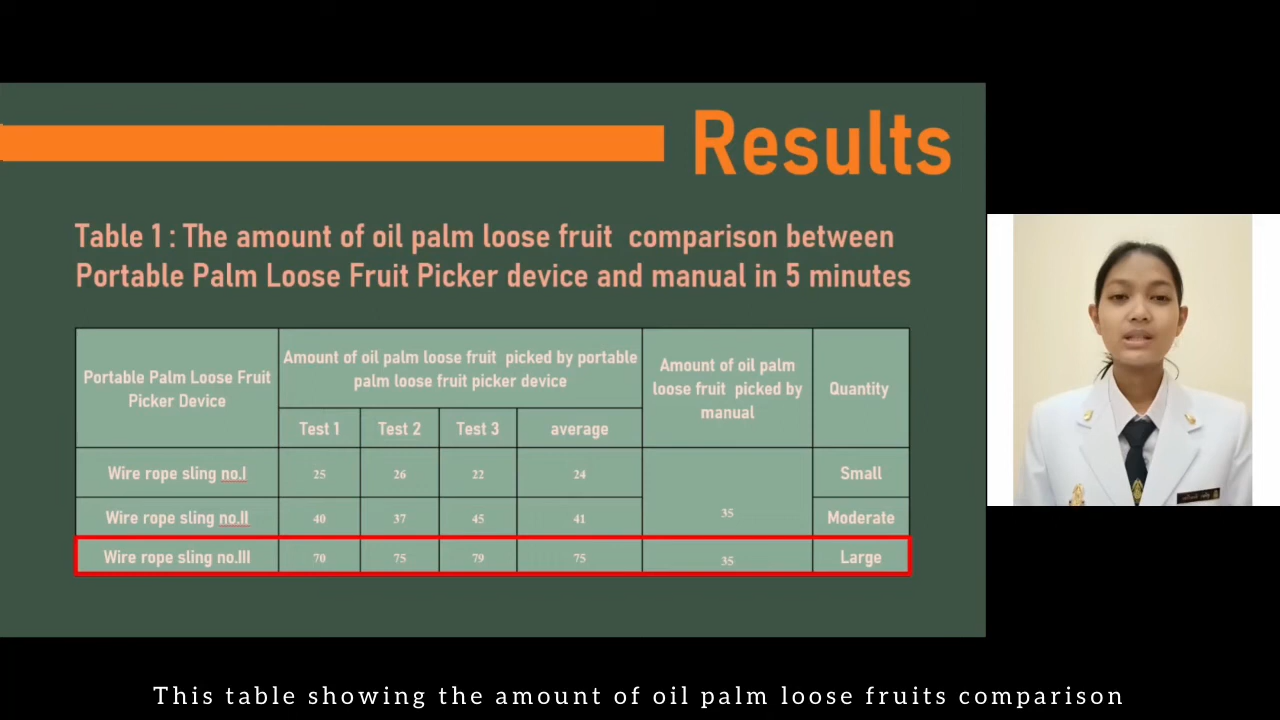 Results
Table 1 : The amount of oil palm loose fruit comparison between
Portable Palm Loose Fruit Picker device and manual in 5 minutes
Portable Palm Loose Fruit
Picker Device
Amount of oil palm loose fruit picked by portable
palm loose fruit picker device
Amount of oil palm
loose fruit picked by
manual
Quantity
Test 1 Test 2 Test 3 average
Wire rope sling no.I 25 26 22 24 Small
Wire rope sling no.II 40 37 45 41 35 Moderate
Wire rope sling no.III 70 75 79 75 35 Large
This table showing the amount of oil palm loose fruits comparison